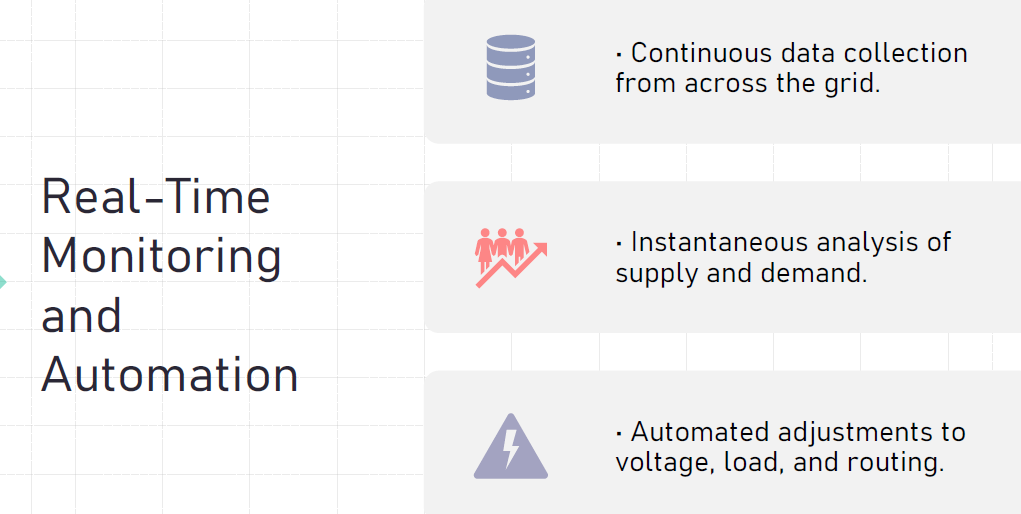 Real-Time
Monitoring
and
Automation
· Continuous data collection
from across the grid.
· Instantaneous analysis of
supply and demand.
· Automated adjustments to
voltage, load, and routing.